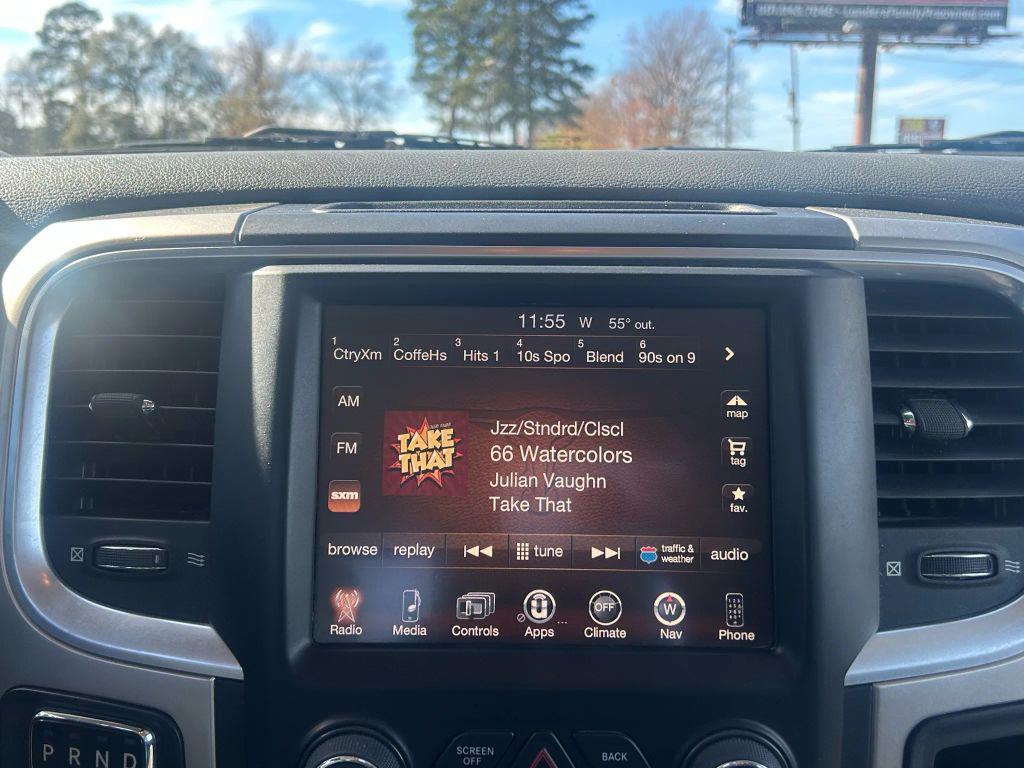 11:55 W 55° out.
1 CtryXm 2 CoffeHs 3 Hits 1 4 10s Spo 5 Blend 6 90s on 9
AM
FM
sxm
TAKE THAT
Jzz/Stndrd/Clscl
66 Watercolors
Julian Vaughn
Take That
map
tag
fav.
browse replay tune traffic & weather audio
Radio Media Controls Apps ... OFF Climate W Nav Phone
P R N D
SCREEN OFF
BACK